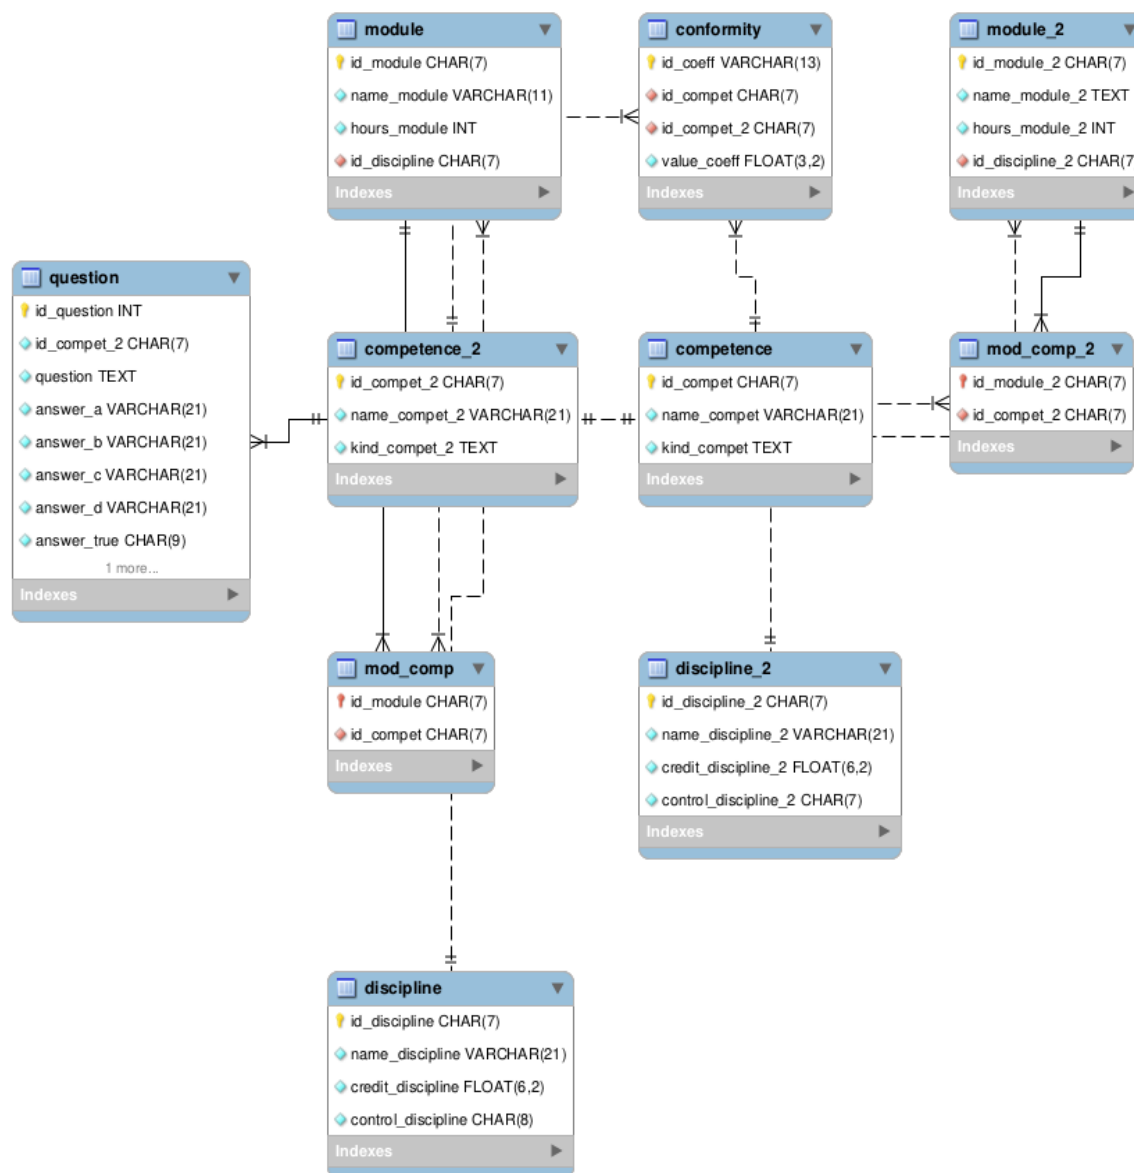 module
id_module CHAR(7)
name_module VARCHAR(11)
hours_module INT
id_discipline CHAR(7)
Indexes
conformity
id_coeff VARCHAR(13)
id_compet CHAR(7)
id_compet_2 CHAR(7)
value_coeff FLOAT(3,2)
Indexes
module_2
id_module_2 CHAR(7)
name_module_2 TEXT
hours_module_2 INT
id_discipline_2 CHAR(7
Indexes
question
id_question INT
id_compet_2 CHAR(7)
question TEXT
answer_a VARCHAR(21)
answer_b VARCHAR(21)
answer_c VARCHAR(21)
answer_d VARCHAR(21)
answer_true CHAR(9)
1 more...
Indexes
competence_2
id_compet_2 CHAR(7)
name_compet_2 VARCHAR(21)
kind_compet_2 TEXT
Indexes
competence
id_compet CHAR(7)
name_compet VARCHAR(21)
kind_compet TEXT
Indexes
mod_comp_2
id_module_2 CHAR(7)
id_compet_2 CHAR(7)
Indexes
mod_comp
id_module CHAR(7)
id_compet CHAR(7)
Indexes
discipline_2
id_discipline_2 CHAR(7)
name_discipline_2 VARCHAR(21)
credit_discipline_2 FLOAT(6,2)
control_discipline_2 CHAR(7)
Indexes
discipline
id_discipline CHAR(7)
name_discipline VARCHAR(21)
credit_discipline FLOAT(6,2)
control_discipline CHAR(8)
Indexes